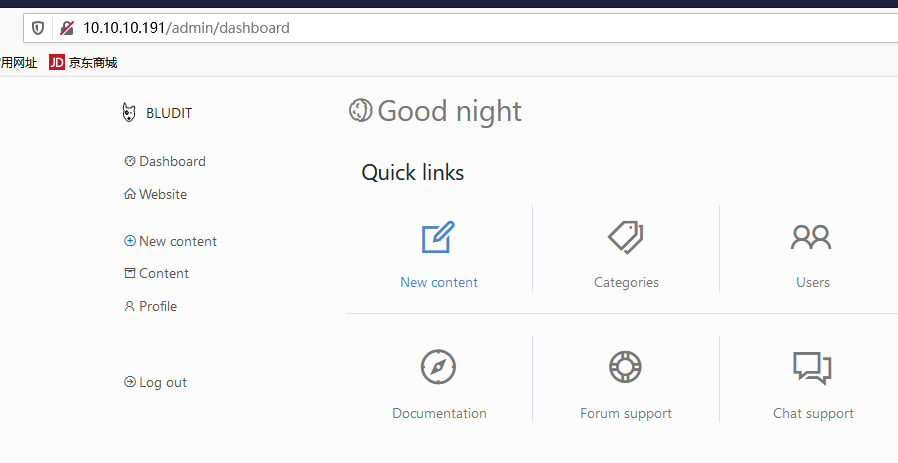 10.10.10.191/admin/dashboard
用网址 JD 京东商城
BLUDIT
Dashboard
Website
New content
Content
Profile
Log out
Good night
Quick links
New content Categories Users
Documentation Forum support Chat support